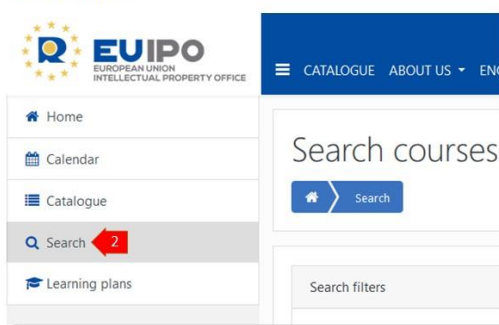 EUIPO
EUROPEAN UNION
INTELLECTUAL PROPERTY OFFICE
CATALOGUE ABOUT US
Home
Calendar
Catalogue
Search 2
Learning plans
Search courses
Search
Search filters